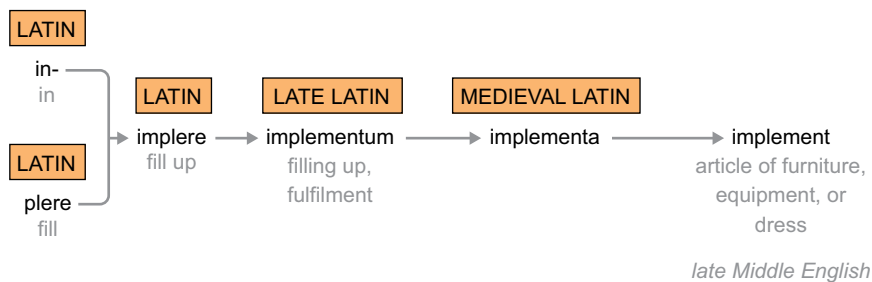 LATIN
in-
in
LATIN
plere
fill
LATIN
implere
fill up
LATE LATIN
implementum
filling up,
fulfilment
MEDIEVAL LATIN
implementa
implement
article of furniture,
equipment, or
dress
late Middle English